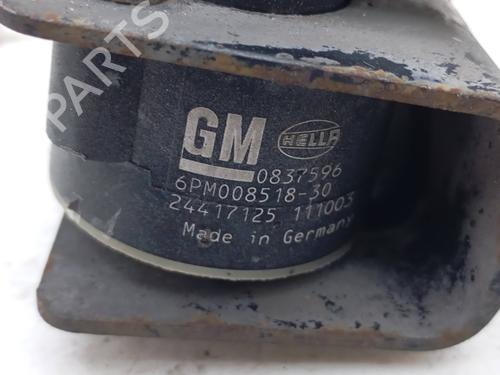 GM HELLA
0837596
6PM008518-30
24417125 111003
Made in Germany
B-PARTS